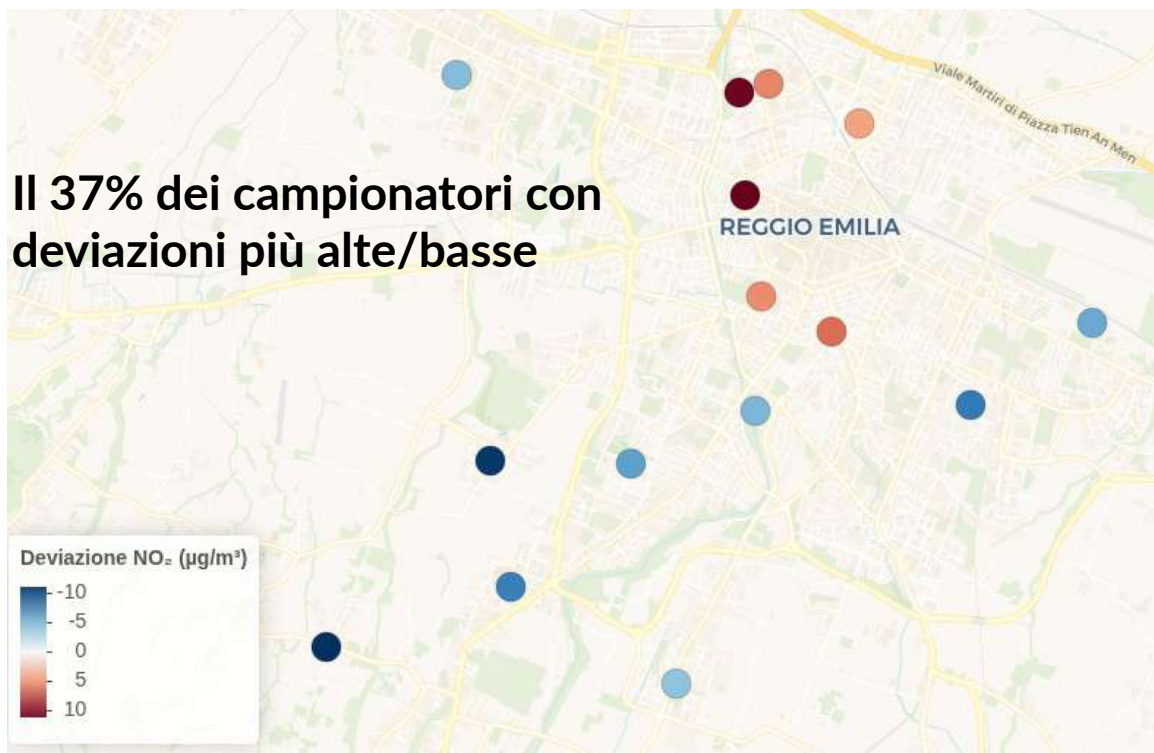 Viale Martiri di Piazza Tien An Men
Il 37% dei campionatori con
deviazioni più alte/basse
REGGIO EMILIA
Deviazione NO₂ (µg/m³)
-10
-5
0
5
10